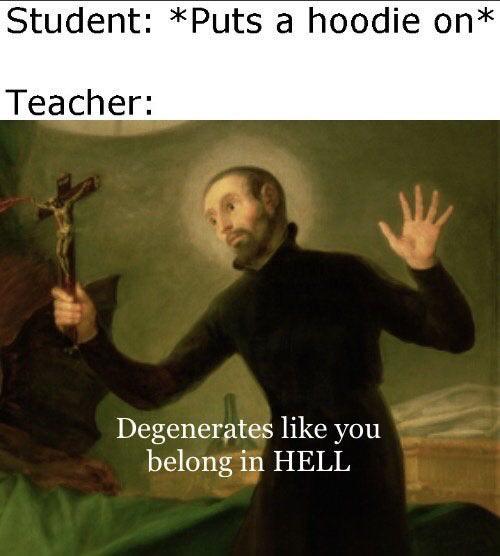 Student: *Puts a hoodie on*
Teacher:
Degenerates like you
belong in HELL